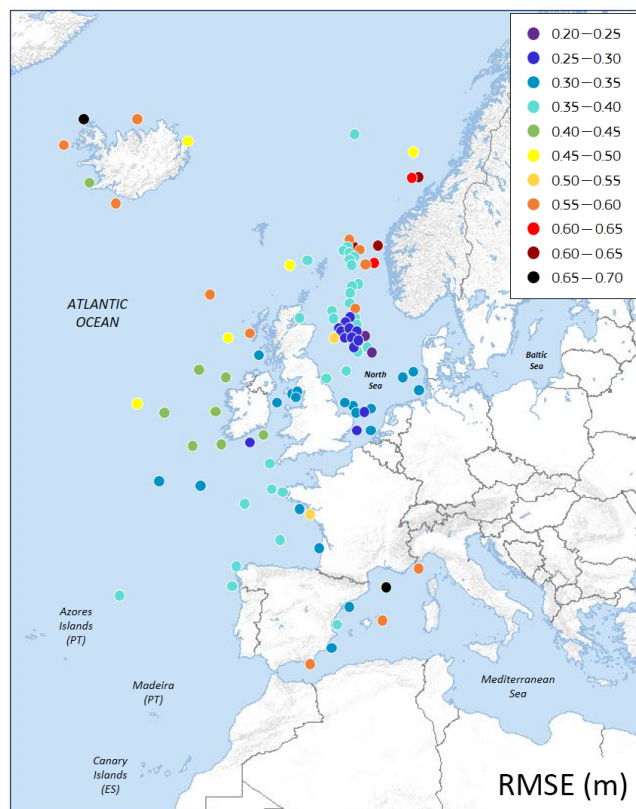 0.20—0.25
0.25—0.30
0.30—0.35
0.35—0.40
0.40—0.45
0.45—0.50
0.50—0.55
0.55—0.60
0.60—0.65
0.60—0.65
0.65—0.70
ATLANTIC
OCEAN
Baltic
Sea
North
Sea
Azores
Islands
(PT)
Madeira
(PT)
Mediterranean
Sea
Canary
Islands
(ES)
RMSE (m)